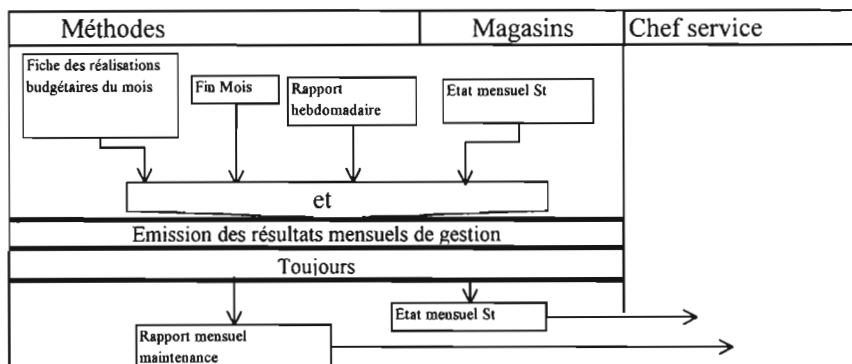 Méthodes
Magasins
Chef service
Fiche des réalisations
budgétaires du mois
Fin Mois
Rapport
hebdomadaire
Etat mensuel St
et
Emission des résultats mensuels de gestion
Toujours
Etat mensuel St
Rapport mensuel
maintenance